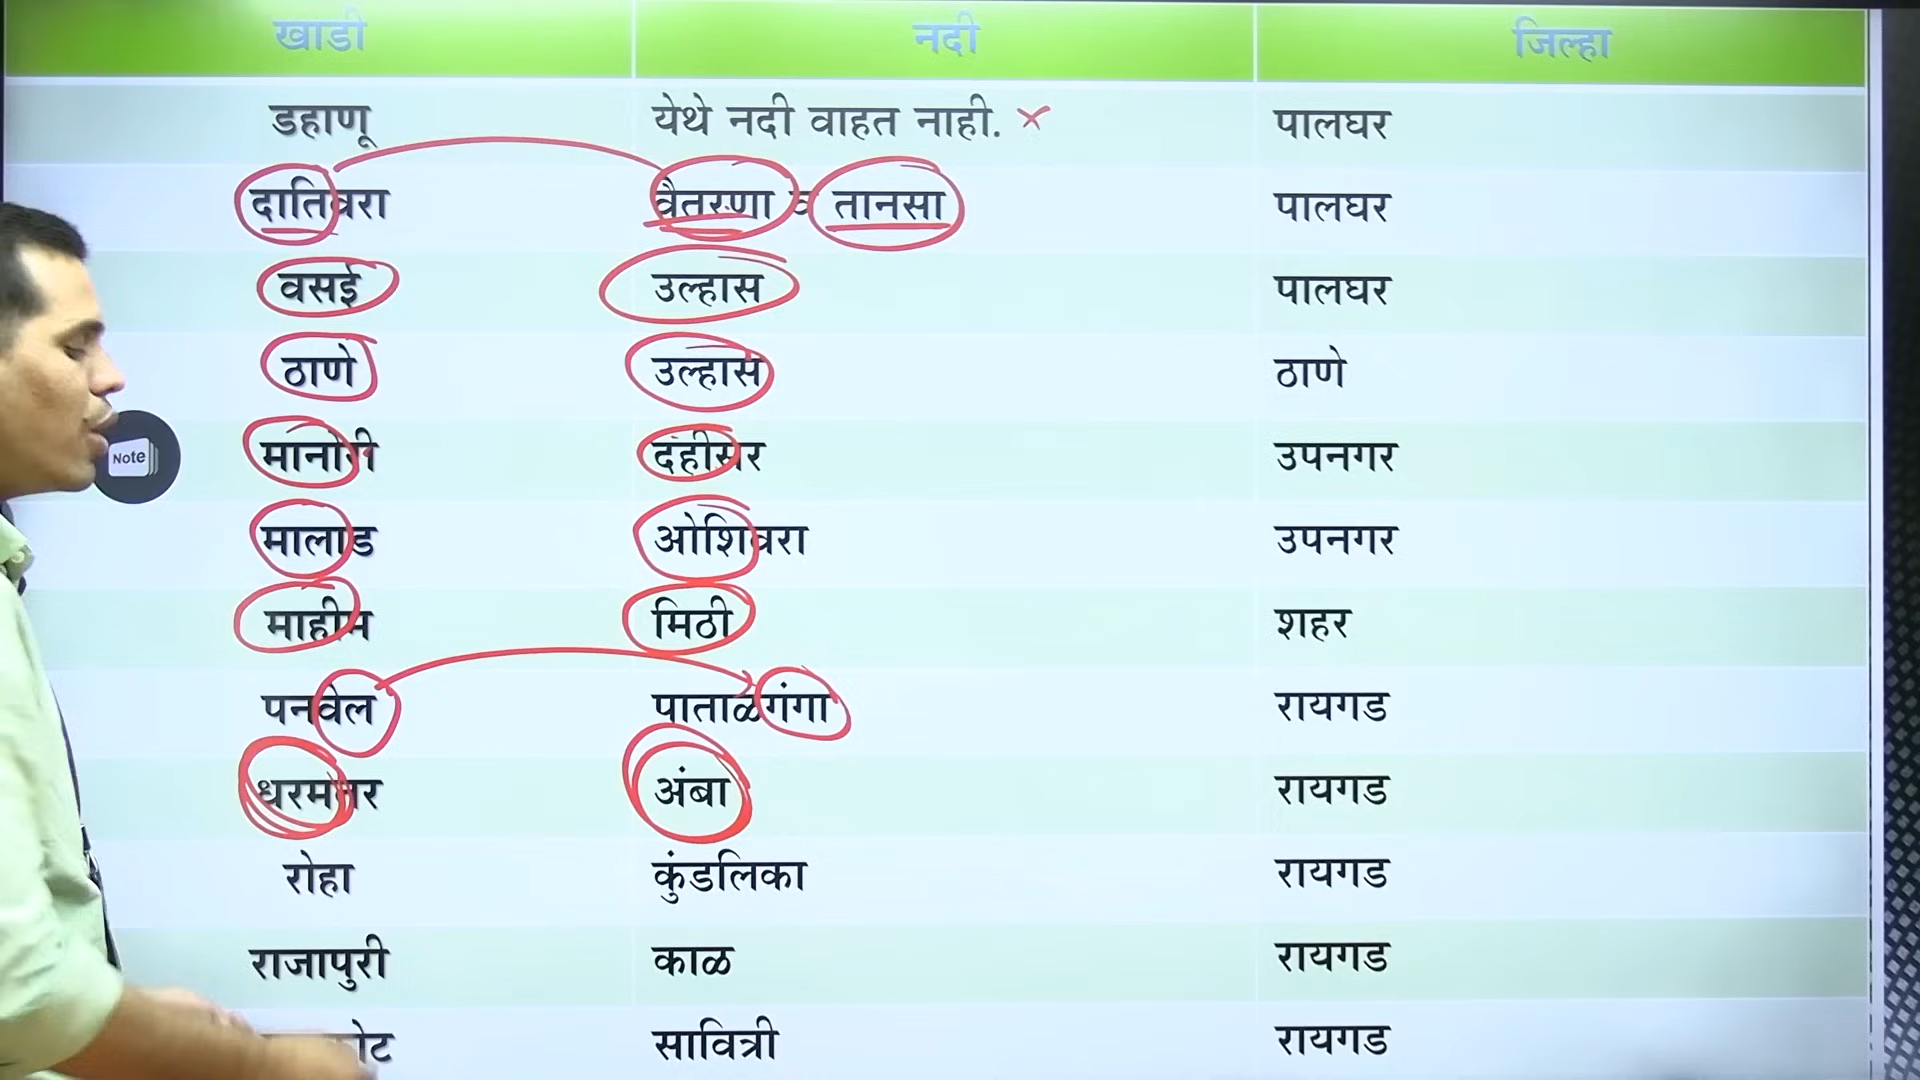 खाडी नदी जिल्हा
डहाणू येथे नदी वाहत नाही. पालघर
दातिवरा वैतरणा व तानसा पालघर
वसई उल्हास पालघर
ठाणे उल्हास ठाणे
मानोरी दहीसर उपनगर
मालाड ओशिवरा उपनगर
माहीम मिठी शहर
पनवेल पाताळगंगा रायगड
धरमतर अंबा रायगड
रोहा कुंडलिका रायगड
राजापुरी काळ रायगड
सावित्री रायगड
Note